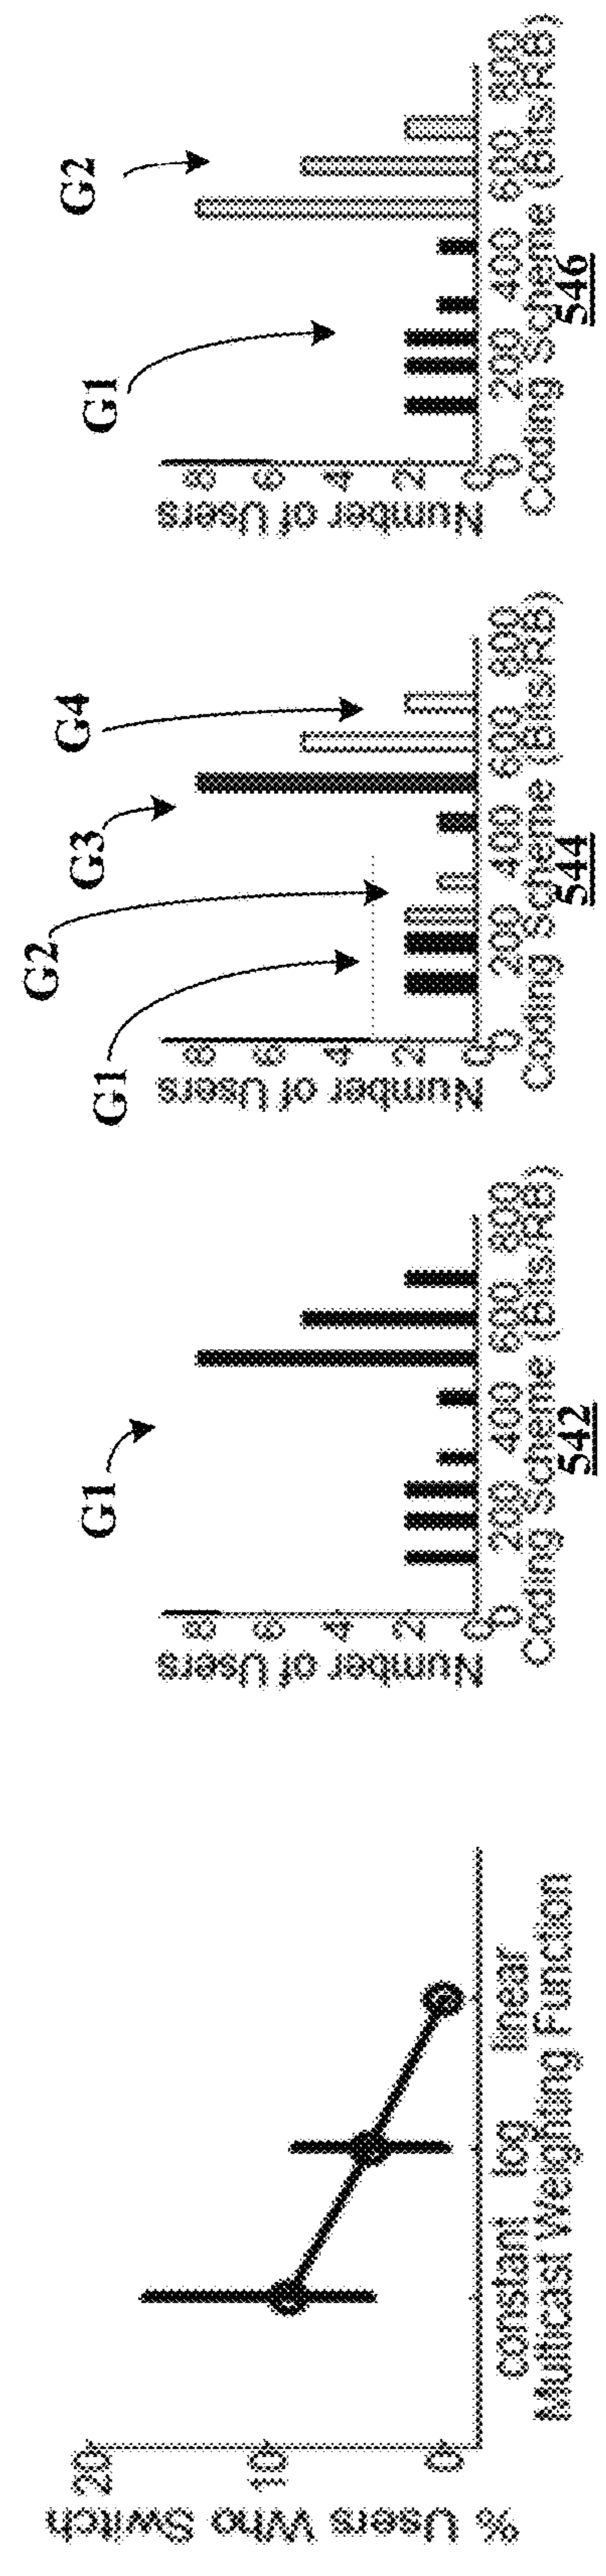 % Users Who Switch
20
10
0
constant log linear
Multicast Weighting Function
G1
Number of Users
8
6
4
2
0
0 200 400 600 800
Coding Scheme (Bits/RB)
542
G1
G2
G3
G4
Number of Users
8
6
4
2
0
0 200 400 600 800
Coding Scheme (Bits/RB)
544
G1
G2
Number of Users
8
6
4
2
0
0 200 400 600 800
Coding Scheme (Bits/RB)
546